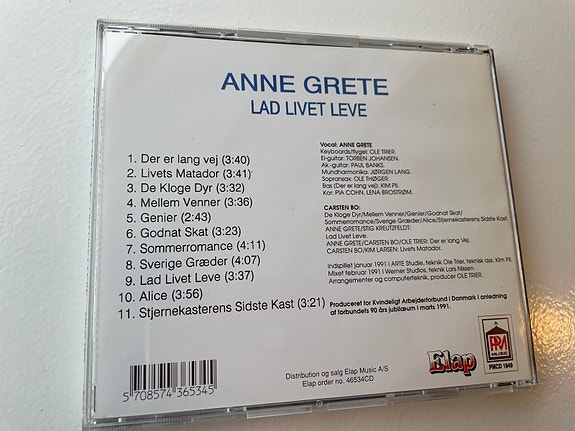 ANNE GRETE
LAD LIVET LEVE
1. Der er lang vej (3:40)
2. Livets Matador (3:41)
3. De Kloge Dyr (3:32)
4. Mellem Venner (3:36)
5. Genier (2:43)
6. Godnat Skat (3:23)
7. Sommerromance (4:11)
8. Sverige Græder (4:07)
9. Lad Livet Leve (3:37)
10. Alice (3:56)
11. Stjernekasterens Sidste Kast (3:21)
Vocal: ANNE GRETE
Keyboards/flygel: OLE TRIER.
El-guitar: TORBEN JOHANSEN.
Ak.-guitar: PAUL BANKS.
Mundharmonika: JØRGEN LANG.
Sopransax: OLE THØGER.
Bas (Der er lang vej): KIM PII.
Kor: PIA COHN, LENA BROSTRØM.
CARSTEN BO:
De Kloge Dyr/Mellem Venner/Genier/Godnat Skat/
Sommerromance/Sverige Græder/Alice/Stjernekasterens Sidste Kast.
ANNE GRETE/STIG KREUTZFELDT:
Lad Livet Leve.
ANNE GRETE/CARSTEN BO/OLE TRIER: Der er lang Vej.
CARSTEN BO/KIM LARSEN: Livets Matador.
Indspillet januar 1991 i ARTE Studie, teknik Ole Trier, teknisk ass. Kim Pii.
Mixet februar 1991 i Werner Studios, teknik Lars Nissen.
Arrangementer og computerteknik, producer OLE TRIER.
Produceret for Kvindeligt Arbejderforbund i Danmark i anledning
af forbundets 90 års jubilæum i marts 1991.
5 708574 365345
Distribution og salg Elap Music A/S
Elap order no. 46534CD
Elap
MUSIC
PMCD 1949